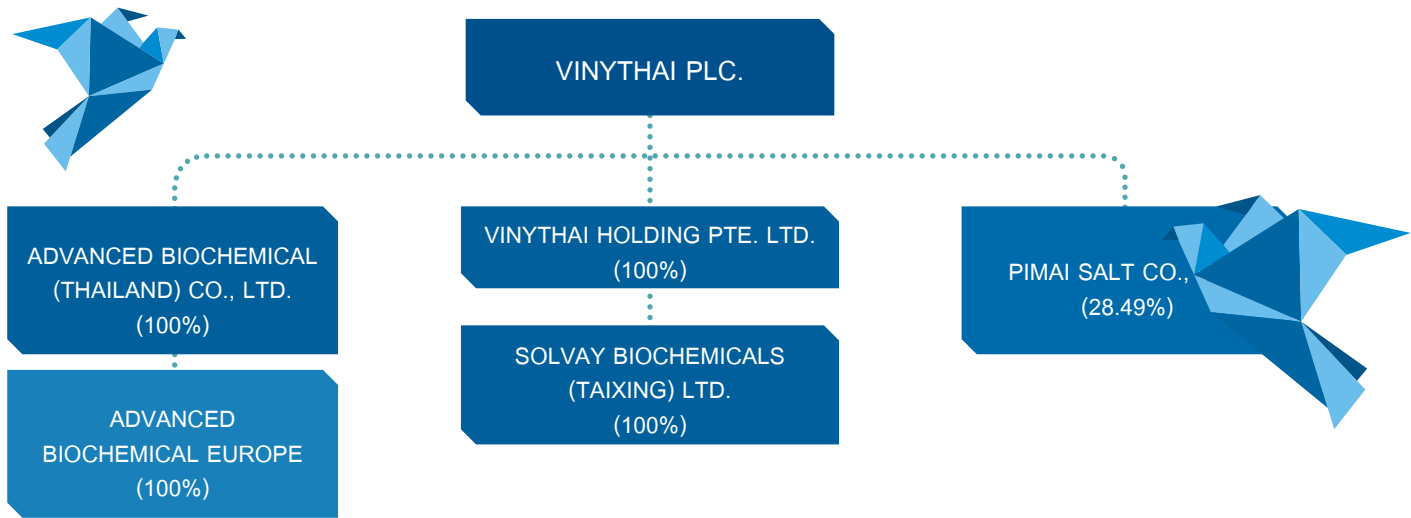 VINYTHAI PLC.
ADVANCED BIOCHEMICAL
(THAILAND) CO., LTD.
(100%)
VINYTHAI HOLDING PTE. LTD.
(100%)
PIMAI SALT CO.,
(28.49%)
SOLVAY BIOCHEMICALS
(TAIXING) LTD.
(100%)
ADVANCED
BIOCHEMICAL EUROPE
(100%)